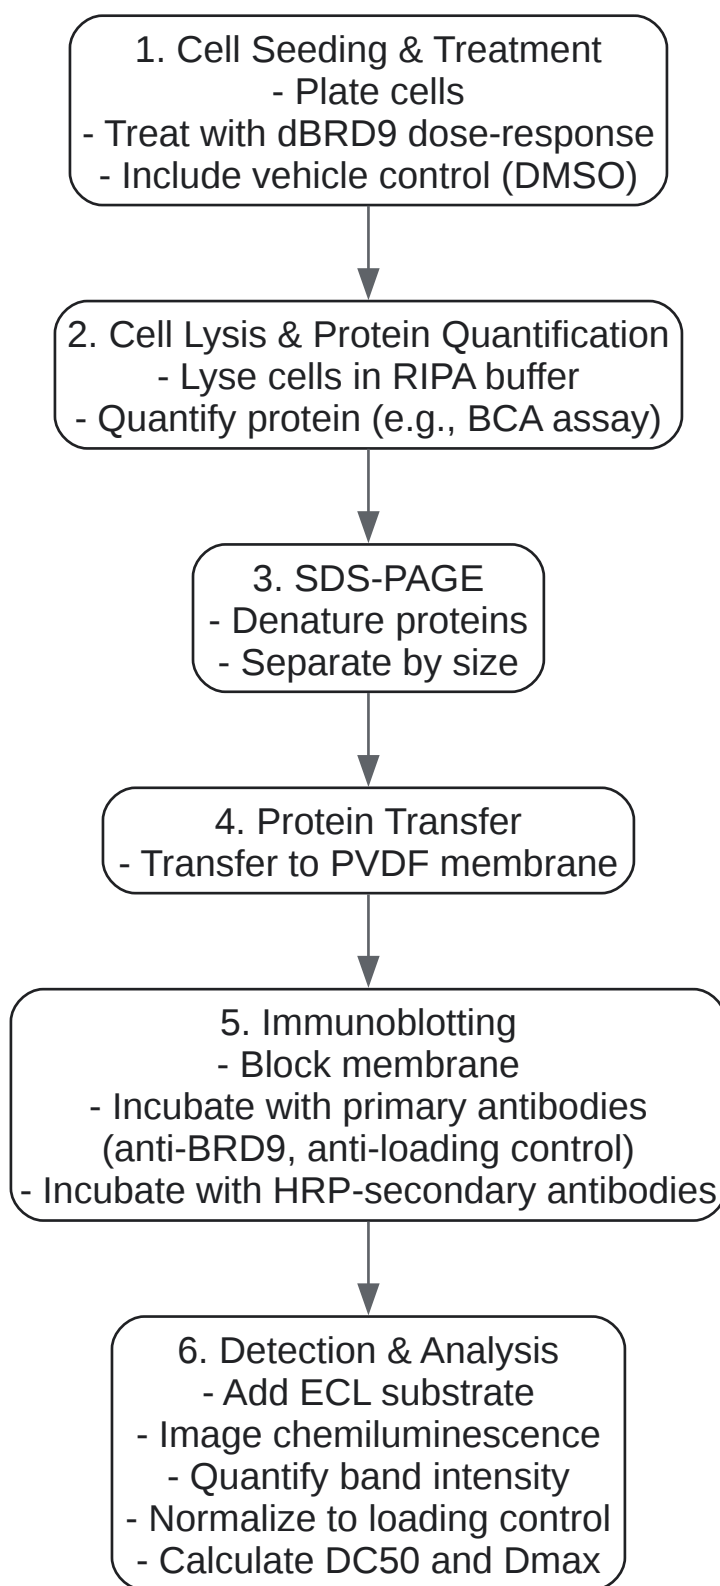 1. Cell Seeding & Treatment
- Plate cells
- Treat with dBRD9 dose-response
- Include vehicle control (DMSO)
2. Cell Lysis & Protein Quantification
- Lyse cells in RIPA buffer
- Quantify protein (e.g., BCA assay)
3. SDS-PAGE
- Denature proteins
- Separate by size
4. Protein Transfer
- Transfer to PVDF membrane
5. Immunoblotting
- Block membrane
- Incubate with primary antibodies
(anti-BRD9, anti-loading control)
- Incubate with HRP-secondary antibodies
6. Detection & Analysis
- Add ECL substrate
- Image chemiluminescence
- Quantify band intensity
- Normalize to loading control
- Calculate DC50 and Dmax